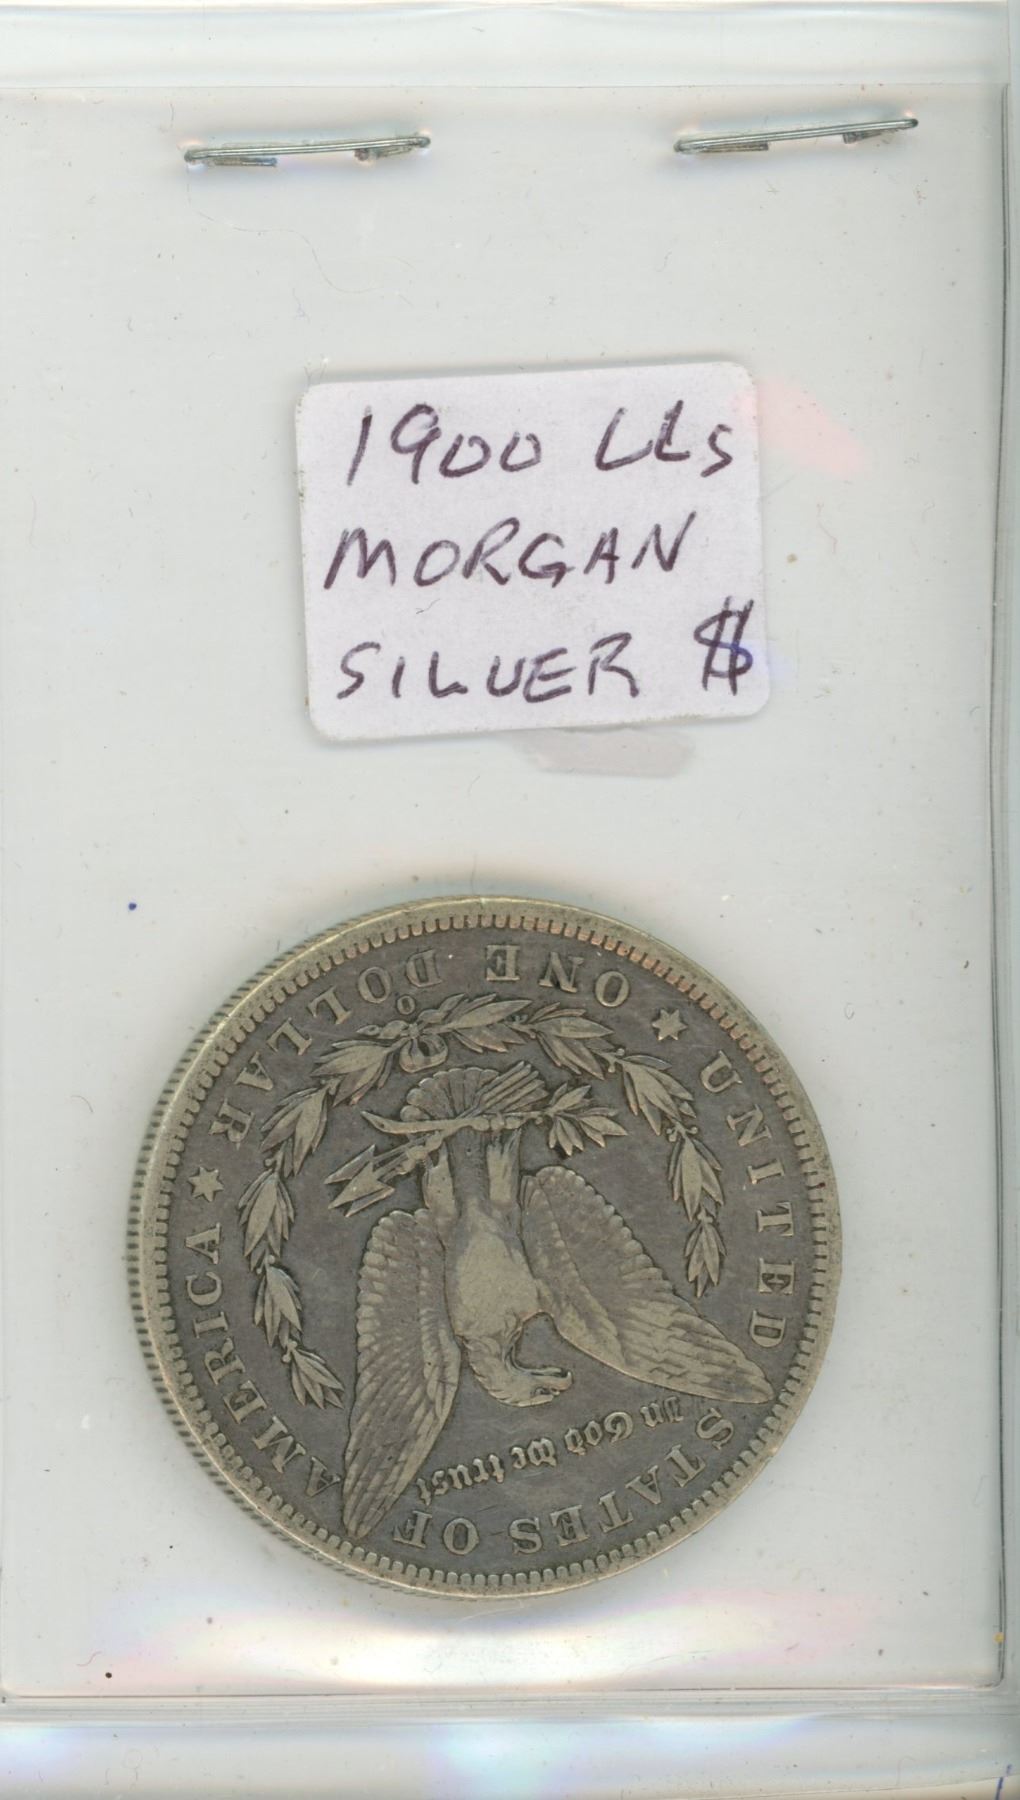 1900 US
MORGAN
SILVER $
UNITED STATES OF AMERICA
In God we trust
ONE DOLLAR
O